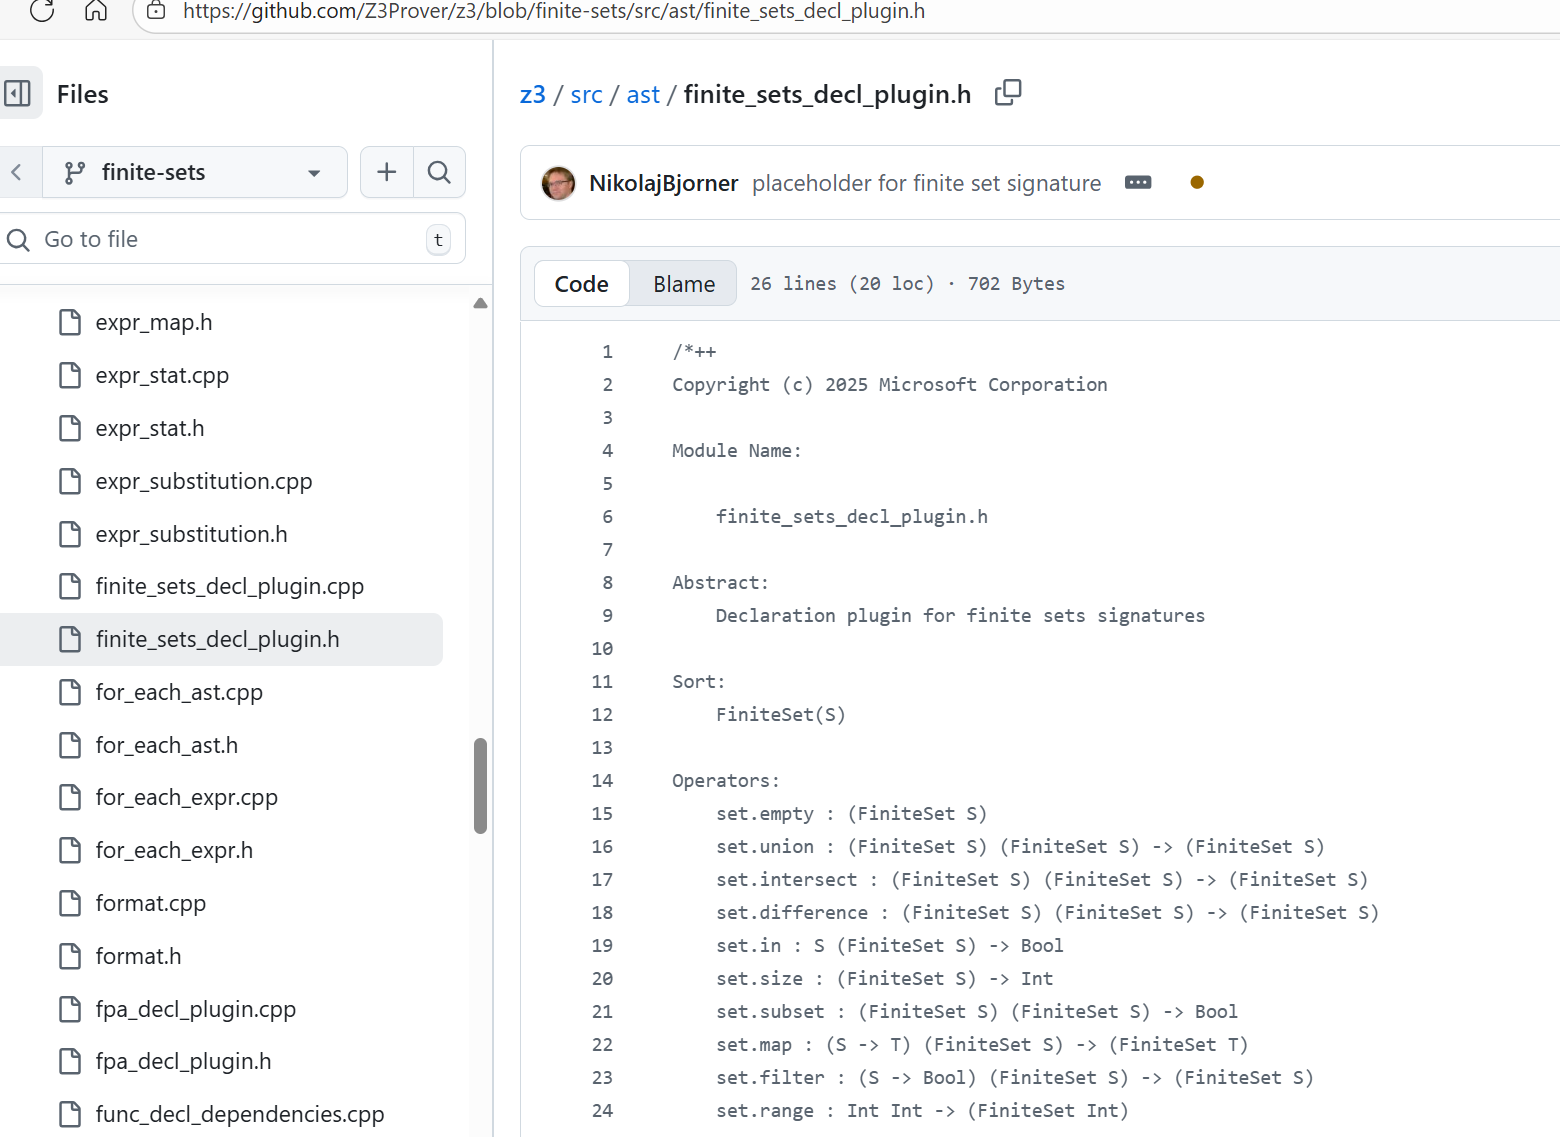 https://github.com/Z3Prover/z3/blob/finite-sets/src/ast/finite_sets_decl_plugin.h
Files
finite-sets
Go to file
t
expr_map.h
expr_stat.cpp
expr_stat.h
expr_substitution.cpp
expr_substitution.h
finite_sets_decl_plugin.cpp
finite_sets_decl_plugin.h
for_each_ast.cpp
for_each_ast.h
for_each_expr.cpp
for_each_expr.h
format.cpp
format.h
fpa_decl_plugin.cpp
fpa_decl_plugin.h
func_decl_dependencies.cpp
z3 / src / ast / finite_sets_decl_plugin.h
NikolajBjorner placeholder for finite set signature
Code Blame 26 lines (20 loc) · 702 Bytes
1 /*++
2 Copyright (c) 2025 Microsoft Corporation
3
4 Module Name:
5
6 finite_sets_decl_plugin.h
7
8 Abstract:
9 Declaration plugin for finite sets signatures
10
11 Sort:
12 FiniteSet(S)
13
14 Operators:
15 set.empty : (FiniteSet S)
16 set.union : (FiniteSet S) (FiniteSet S) -> (FiniteSet S)
17 set.intersect : (FiniteSet S) (FiniteSet S) -> (FiniteSet S)
18 set.difference : (FiniteSet S) (FiniteSet S) -> (FiniteSet S)
19 set.in : S (FiniteSet S) -> Bool
20 set.size : (FiniteSet S) -> Int
21 set.subset : (FiniteSet S) (FiniteSet S) -> Bool
22 set.map : (S -> T) (FiniteSet S) -> (FiniteSet T)
23 set.filter : (S -> Bool) (FiniteSet S) -> (FiniteSet S)
24 set.range : Int Int -> (FiniteSet Int)